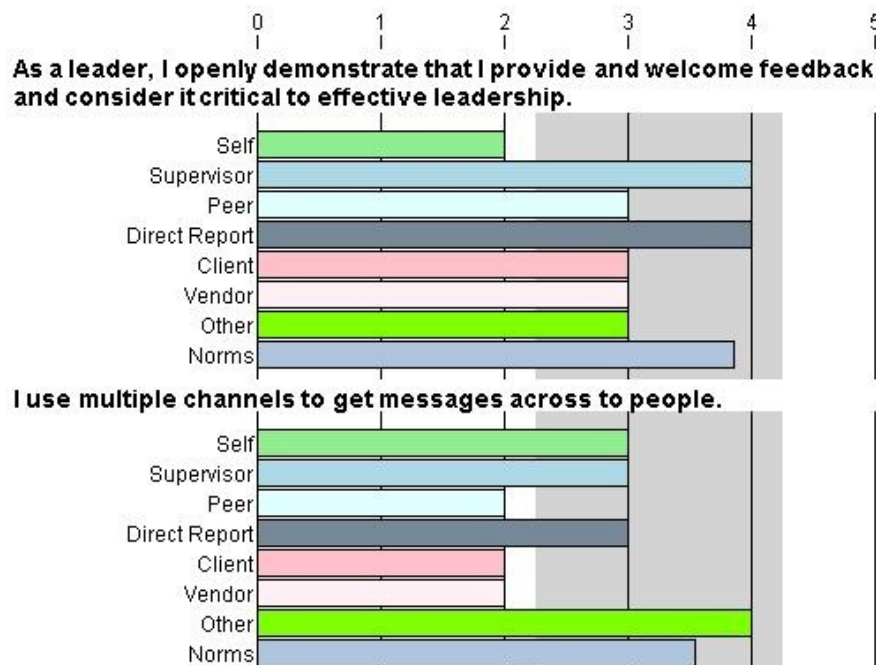 0 1 2 3 4 5
As a leader, I openly demonstrate that I provide and welcome feedback
and consider it critical to effective leadership.
Self
Supervisor
Peer
Direct Report
Client
Vendor
Other
Norms
I use multiple channels to get messages across to people.
Self
Supervisor
Peer
Direct Report
Client
Vendor
Other
Norms